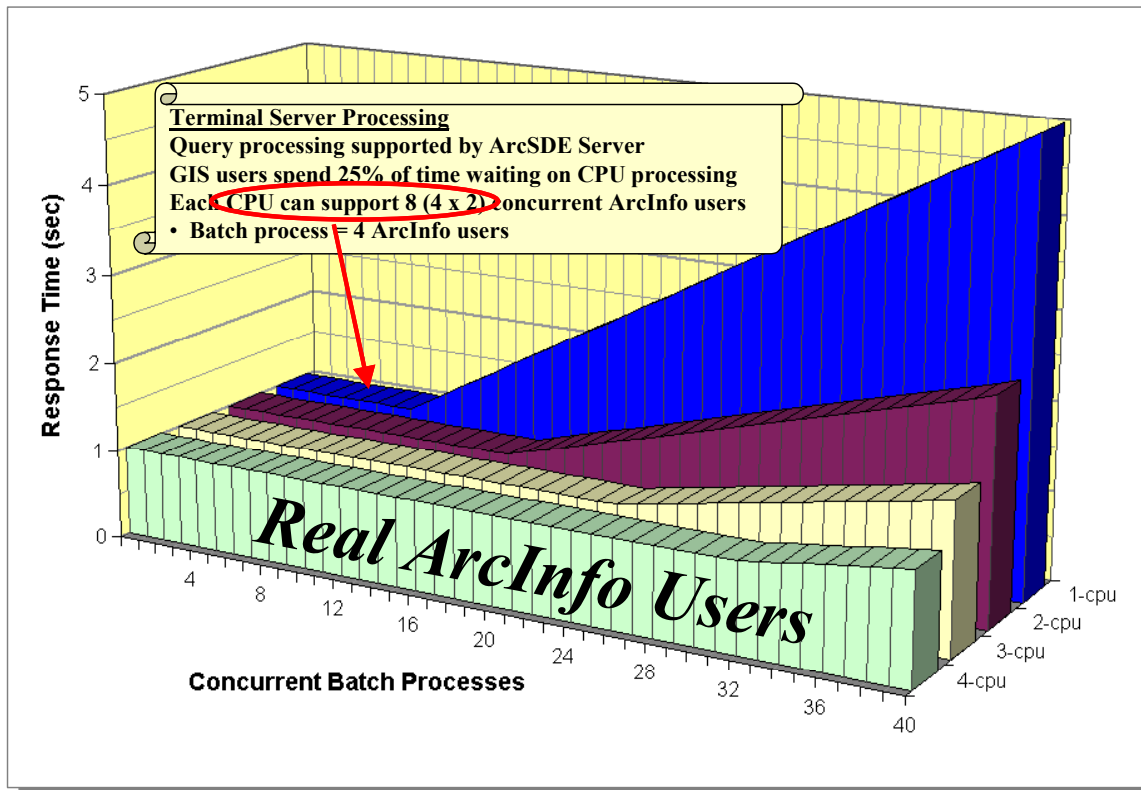 5
4
3
2
1
0
Response Time (sec)
Terminal Server Processing
Query processing supported by ArcSDE Server
GIS users spend 25% of time waiting on CPU processing
Each CPU can support 8 (4 x 2) concurrent ArcInfo users
• Batch process = 4 ArcInfo users
Real ArcInfo Users
4
8
12
16
20
24
28
32
36
40
Concurrent Batch Processes
1-cpu
2-cpu
3-cpu
4-cpu